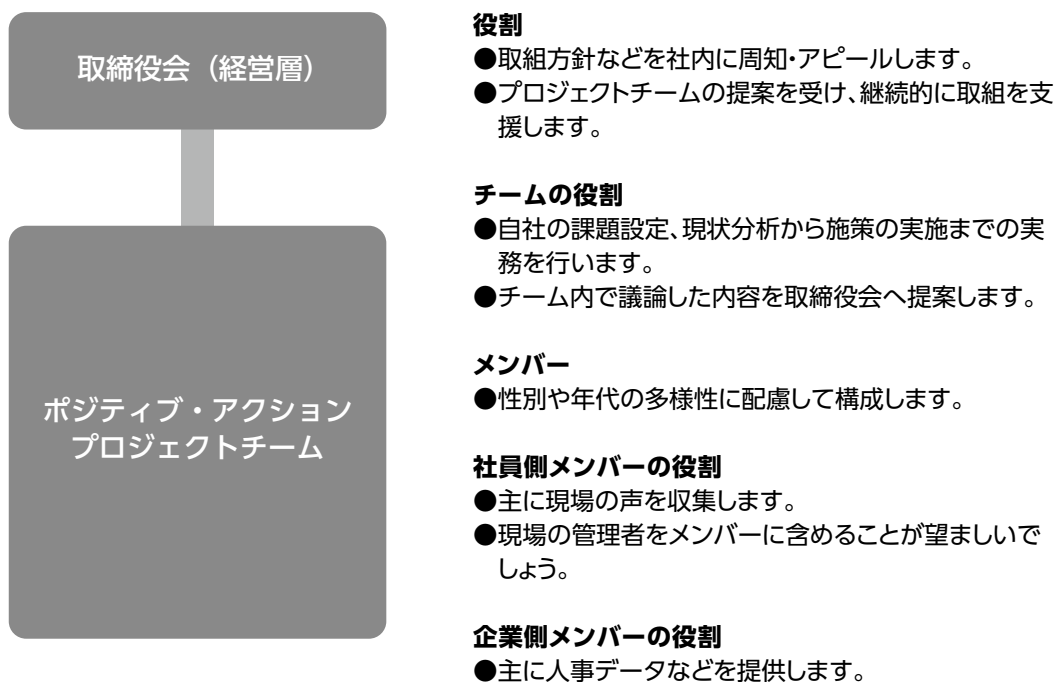 取締役会（経営層）
役割
●取組方針などを社内に周知・アピールします。
●プロジェクトチームの提案を受け、継続的に取組を支
援します。
ポジティブ・アクション
プロジェクトチーム
チームの役割
●自社の課題設定、現状分析から施策の実施までの実
務を行います。
●チーム内で議論した内容を取締役会へ提案します。
メンバー
●性別や年代の多様性に配慮して構成します。
社員側メンバーの役割
●主に現場の声を収集します。
●現場の管理者をメンバーに含めることが望ましいで
しょう。
企業側メンバーの役割
●主に人事データなどを提供します。